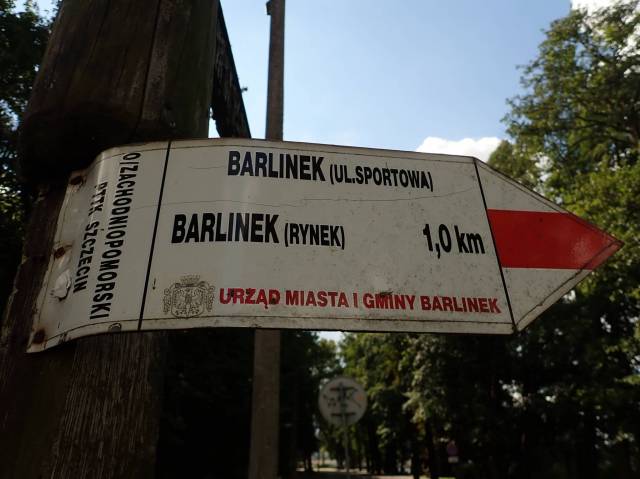 O/ZACHODNIOPOMORSKI
PTTK SZCZECIN
BARLINEK (UL.SPORTOWA)
BARLINEK (RYNEK) 1,0 km
URZĄD MIASTA I GMINY BARLINEK